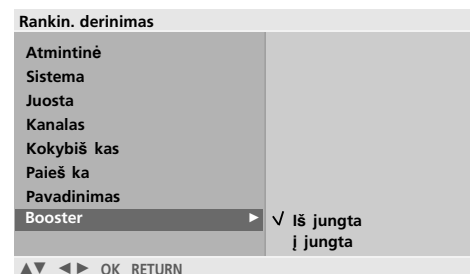 Rankin. derinimas
Atmintinė
Sistema
Juosta
Kanalas
Kokybiš kas
Paieš ka
Pavadinimas
Booster ▶ √ Iš jungta
į jungta
▲▼ ◀▶ OK RETURN